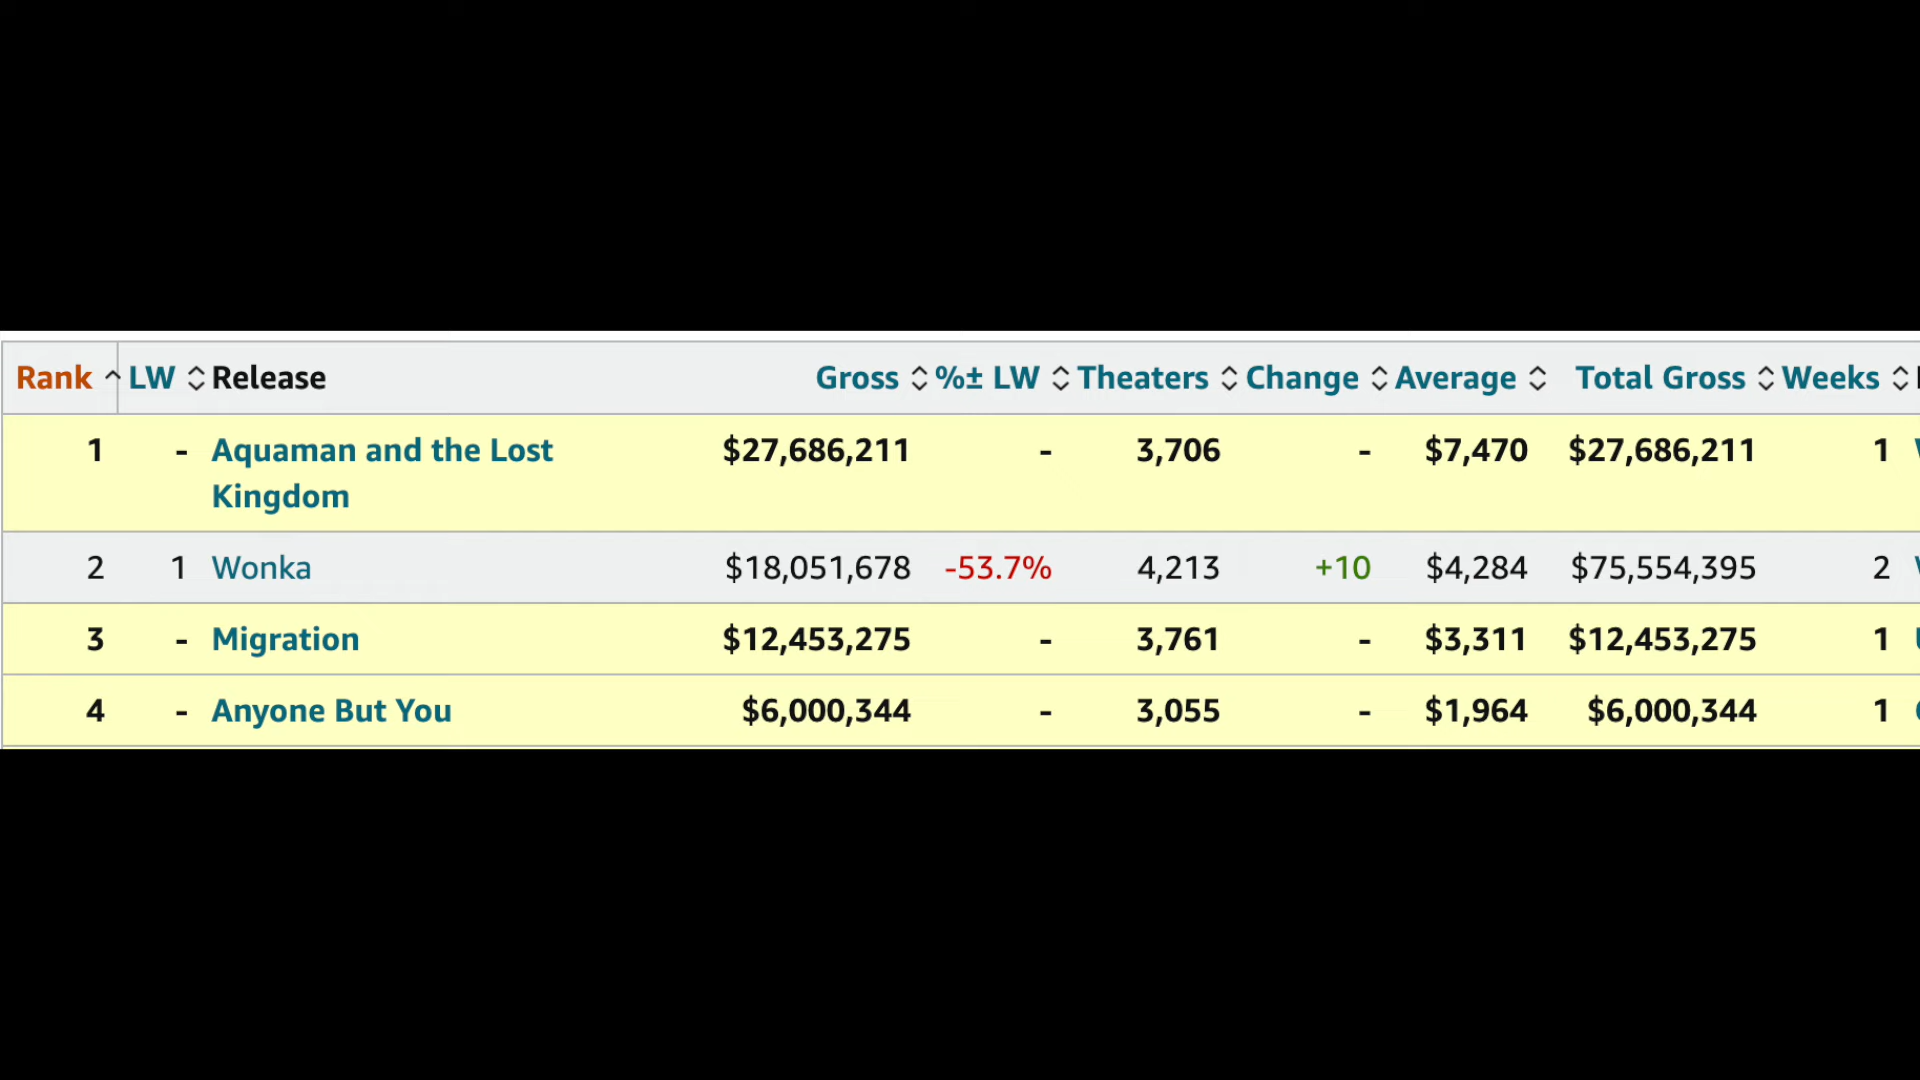 Rank LW Release Gross %± LW Theaters Change Average Total Gross Weeks
1 - Aquaman and the Lost $27,686,211 - 3,706 - $7,470 $27,686,211 1
Kingdom
2 1 Wonka $18,051,678 -53.7% 4,213 +10 $4,284 $75,554,395 2
3 - Migration $12,453,275 - 3,761 - $3,311 $12,453,275 1
4 - Anyone But You $6,000,344 - 3,055 - $1,964 $6,000,344 1